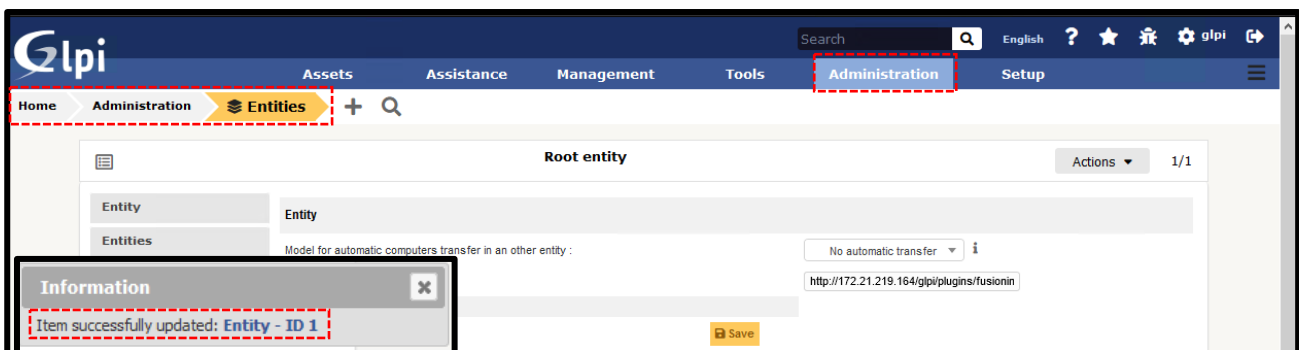 Glpi
Search English ? glpi
Assets Assistance Management Tools Administration Setup
Home Administration Entities
Root entity Actions 1/1
Entity
Entity
Entities
Model for automatic computers transfer in an other entity :
No automatic transfer i
http://172.21.219.164/glpi/plugins/fusionin
Information
Item successfully updated: Entity - ID 1
Save